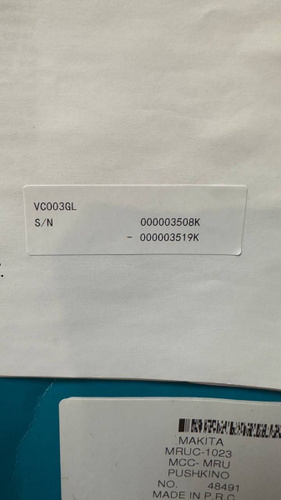 VC003GL
S/N 000003508K
- 000003519K
MAKITA
MRUC-1023
MCC- MRU
PUSHKINO
NO. 48491
MADE IN P.R.C